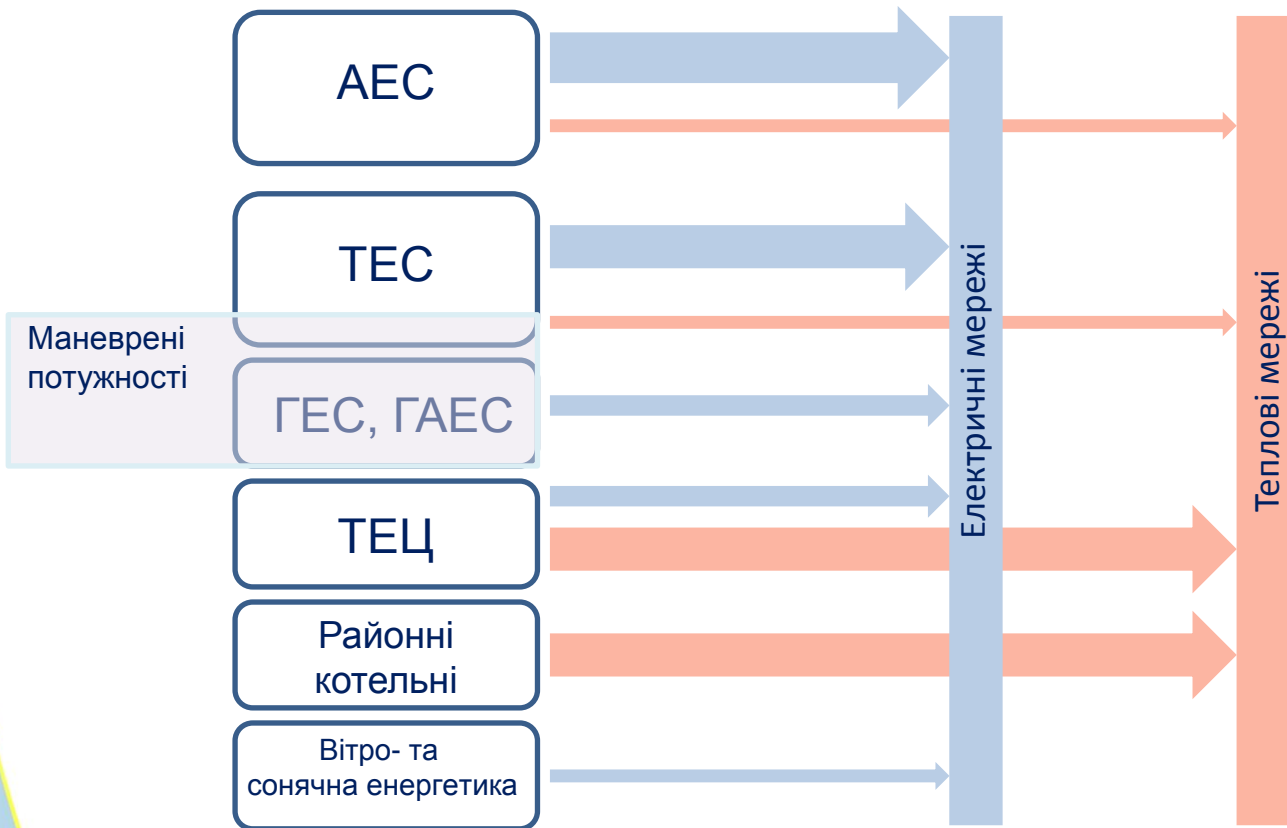 АЕС
ТЕС
Маневрені
потужності
ГЕС, ГАЕС
ТЕЦ
Районні
котельні
Вітро- та
сонячна енергетика
Електричні мережі
Теплові мережі